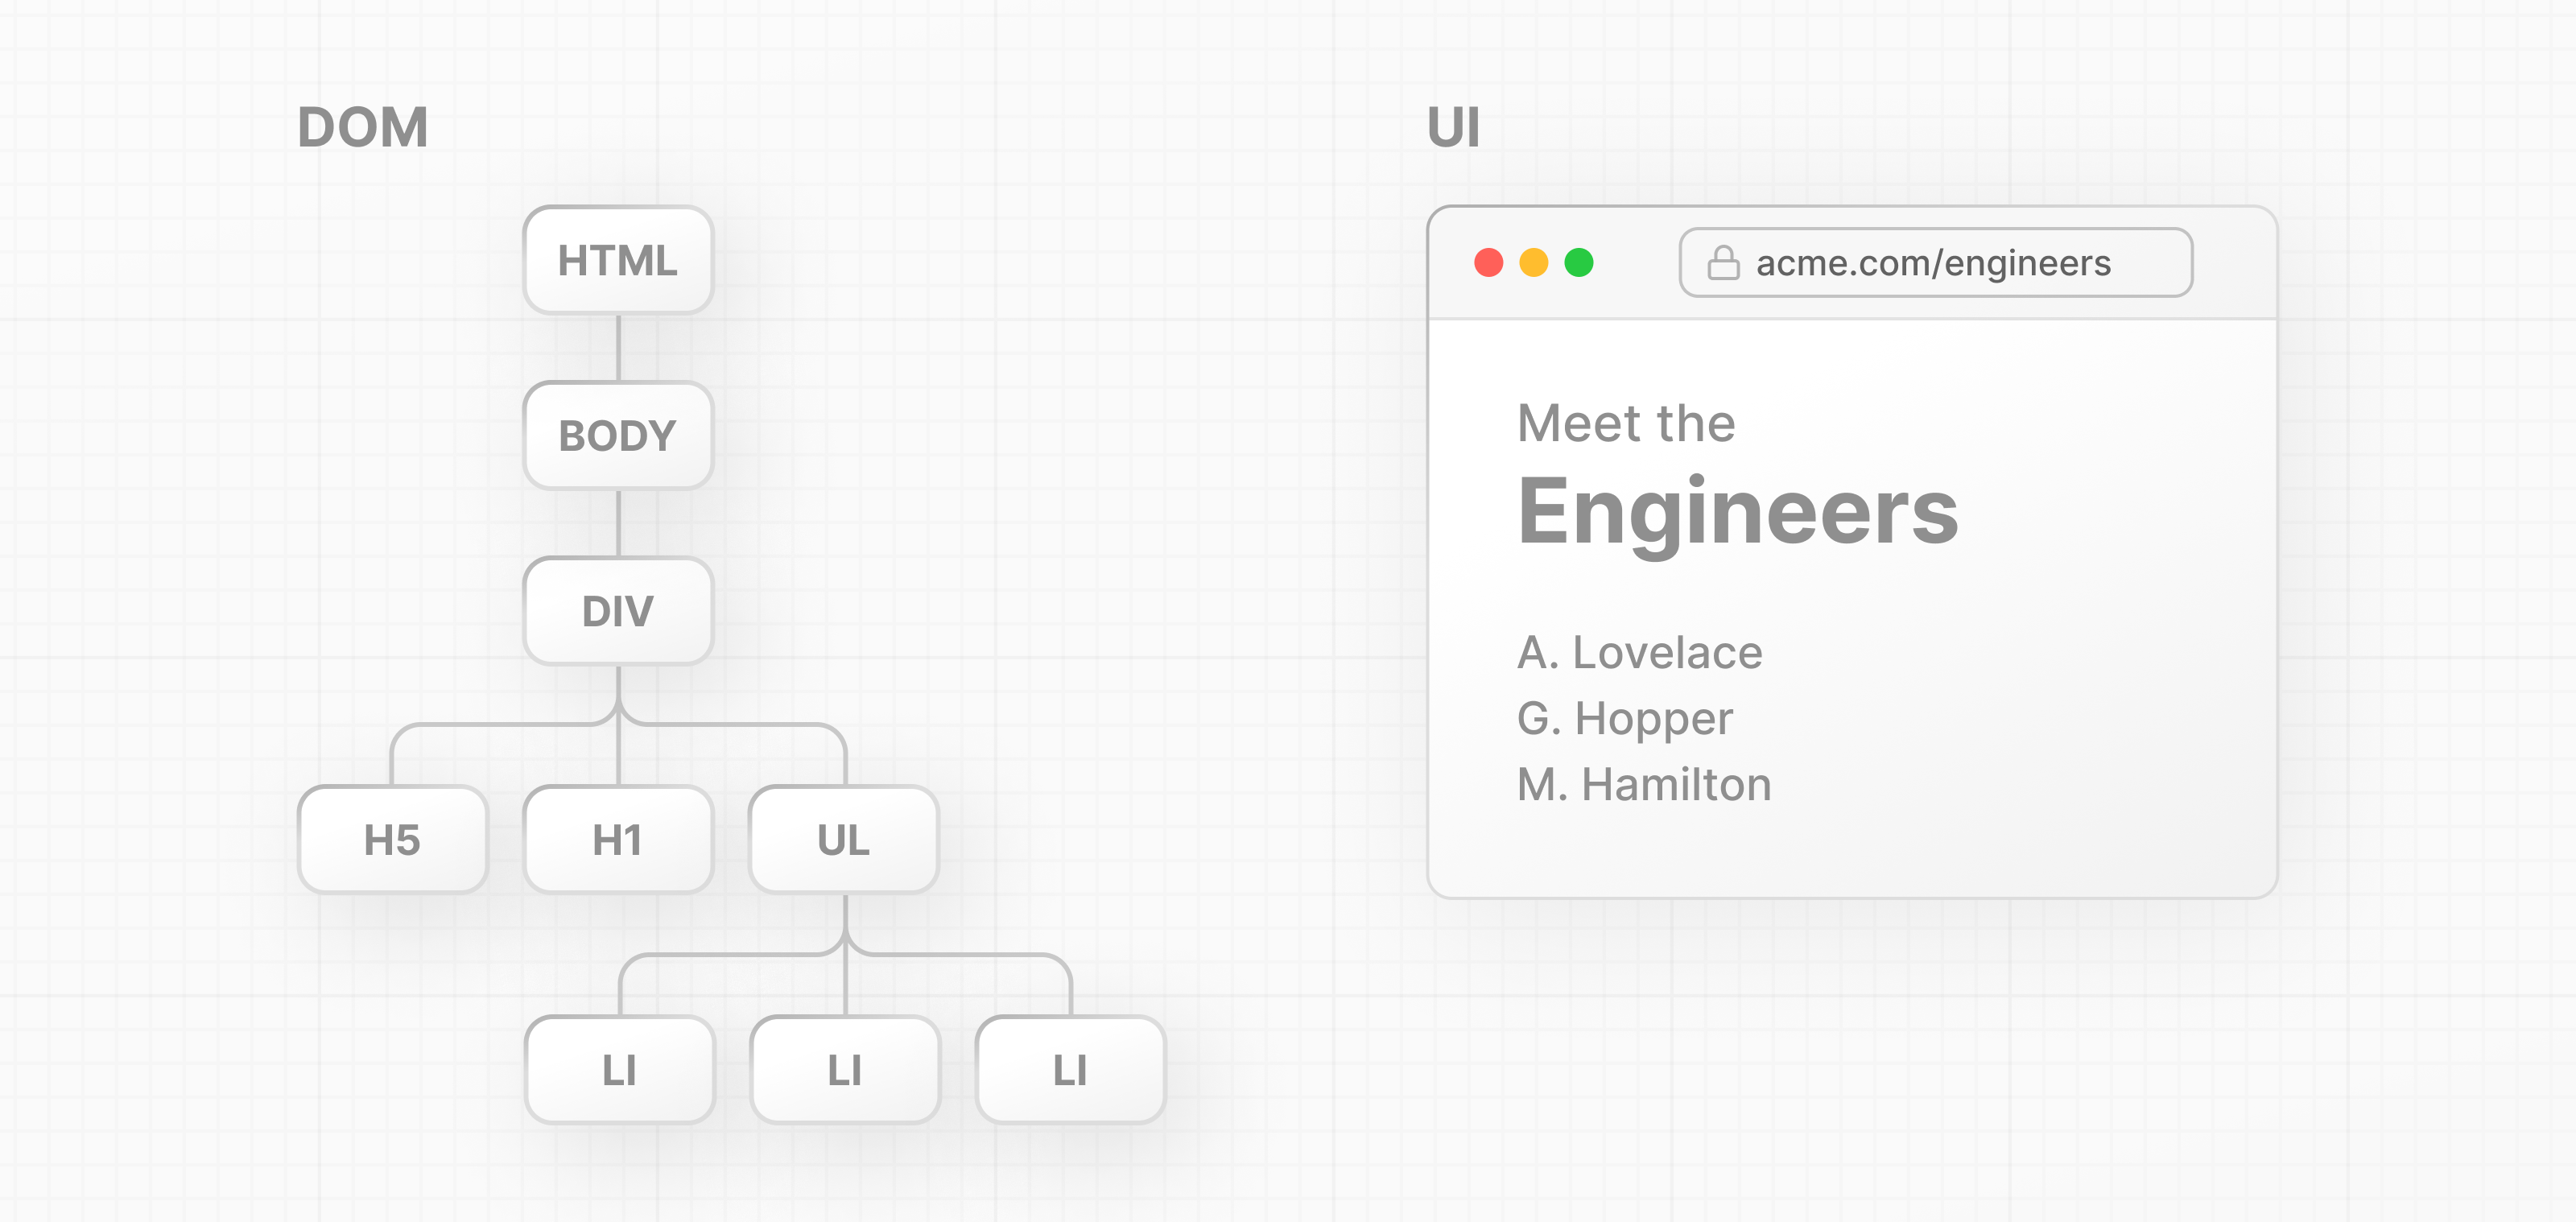 DOM
HTML
BODY
DIV
H5 H1 UL
LI LI LI
UI
acme.com/engineers
Meet the
Engineers
A. Lovelace
G. Hopper
M. Hamilton